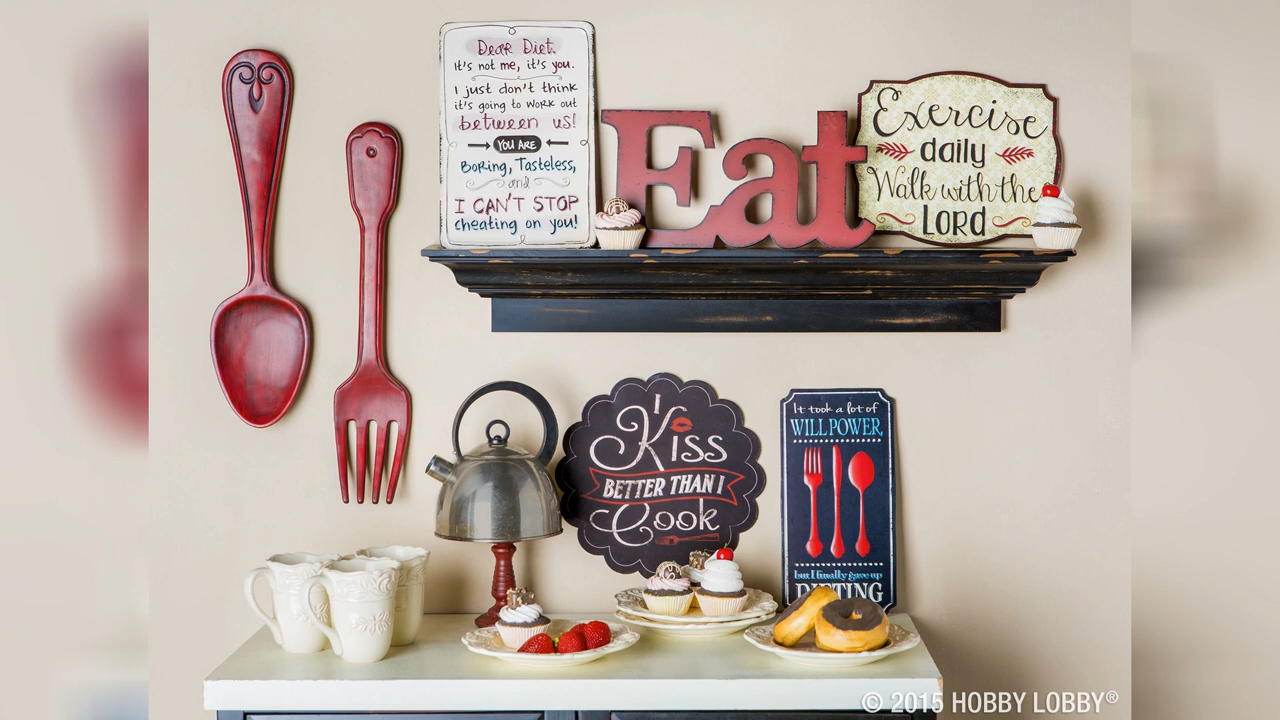 Dear Diet,
It's not me, it's you.
I just don't think
it's going to work out
between us!
YOU ARE
Boring, Tasteless,
and
I CAN'T STOP
cheating on you!
Eat
Exercise
daily
Walk with the
LORD
I
Kiss
BETTER THAN I
Cook
It took a lot of
WILLPOWER
but I finally gave up
DIETING
© 2015 HOBBY LOBBY®